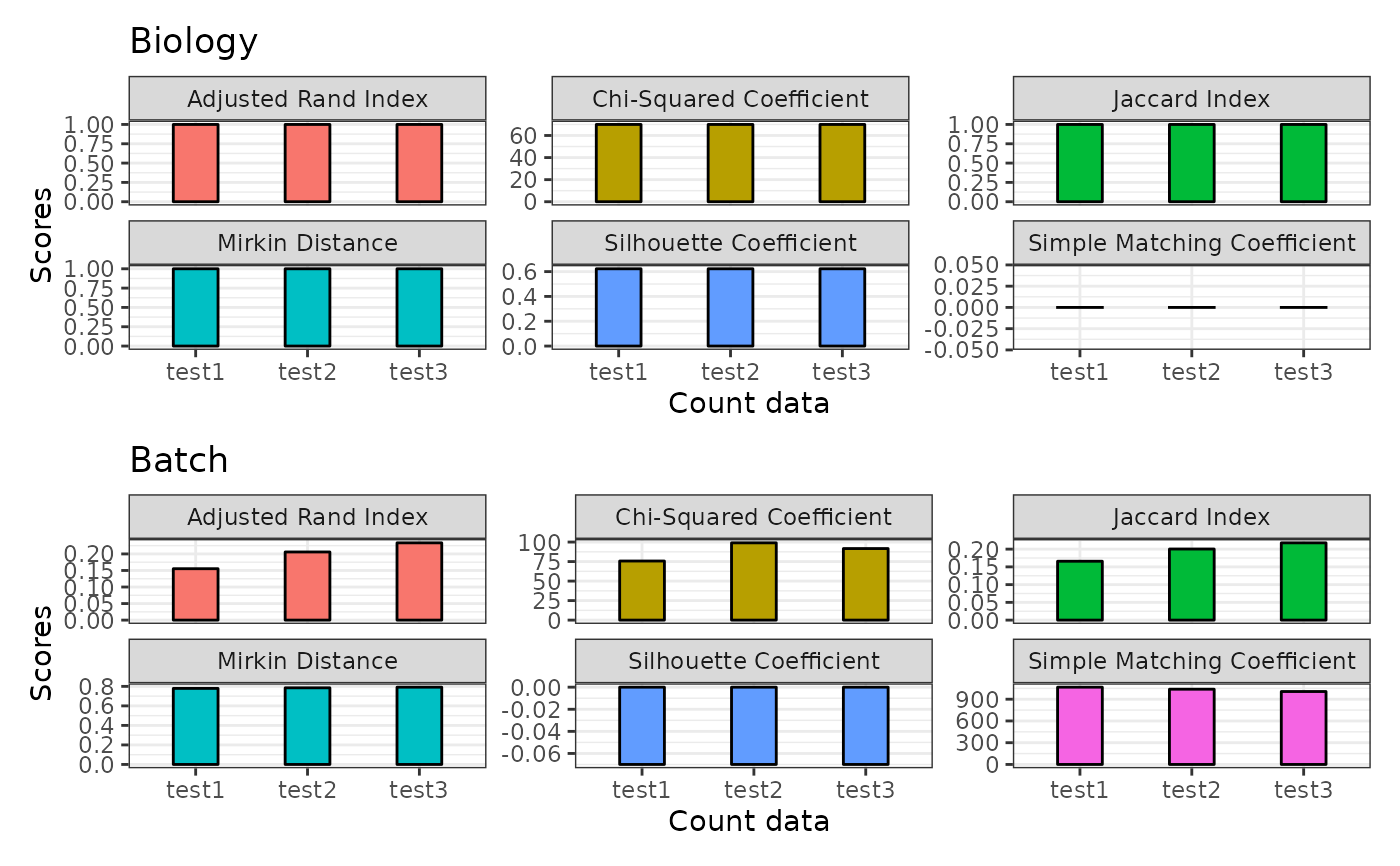 Biology
Adjusted Rand Index
Chi-Squared Coefficient
Jaccard Index
1.00
0.75
0.50
0.25
0.00
60
40
20
0
1.00
0.75
0.50
0.25
0.00
Scores
Mirkin Distance
Silhouette Coefficient
Simple Matching Coefficient
1.00
0.75
0.50
0.25
0.00
0.6
0.4
0.2
0.0
0.050
0.025
0.000
-0.025
-0.050
test1 test2 test3
test1 test2 test3
test1 test2 test3
Count data
Batch
Adjusted Rand Index
Chi-Squared Coefficient
Jaccard Index
0.20
0.15
0.10
0.05
0.00
100
75
50
25
0
0.20
0.15
0.10
0.05
0.00
Scores
Mirkin Distance
Silhouette Coefficient
Simple Matching Coefficient
0.8
0.6
0.4
0.2
0.0
0.00
-0.02
-0.04
-0.06
900
600
300
0
test1 test2 test3
test1 test2 test3
test1 test2 test3
Count data